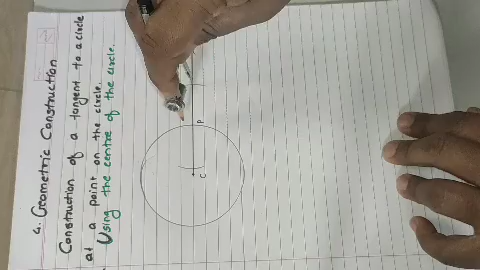 4. Geometric Construction
Construction of a tangent to a circle
at a point on the circle.
Using the centre of the circle.
P
C